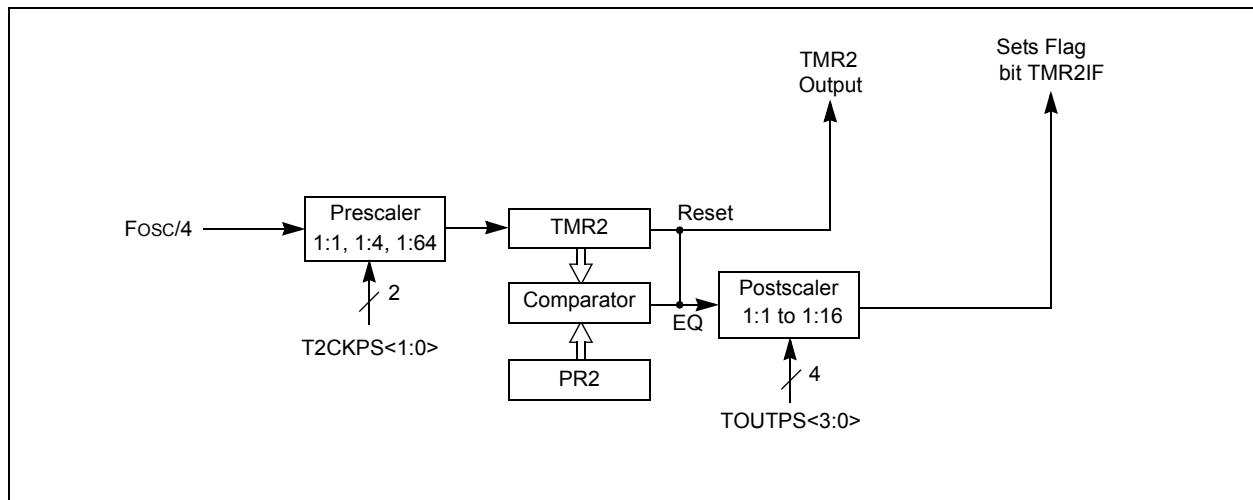 TMR2
Output
Sets Flag
bit TMR2IF
FOSC/4
Prescaler
1:1, 1:4, 1:64
2
T2CKPS<1:0>
TMR2
Reset
Comparator
EQ
PR2
Postscaler
1:1 to 1:16
4
TOUTPS<3:0>